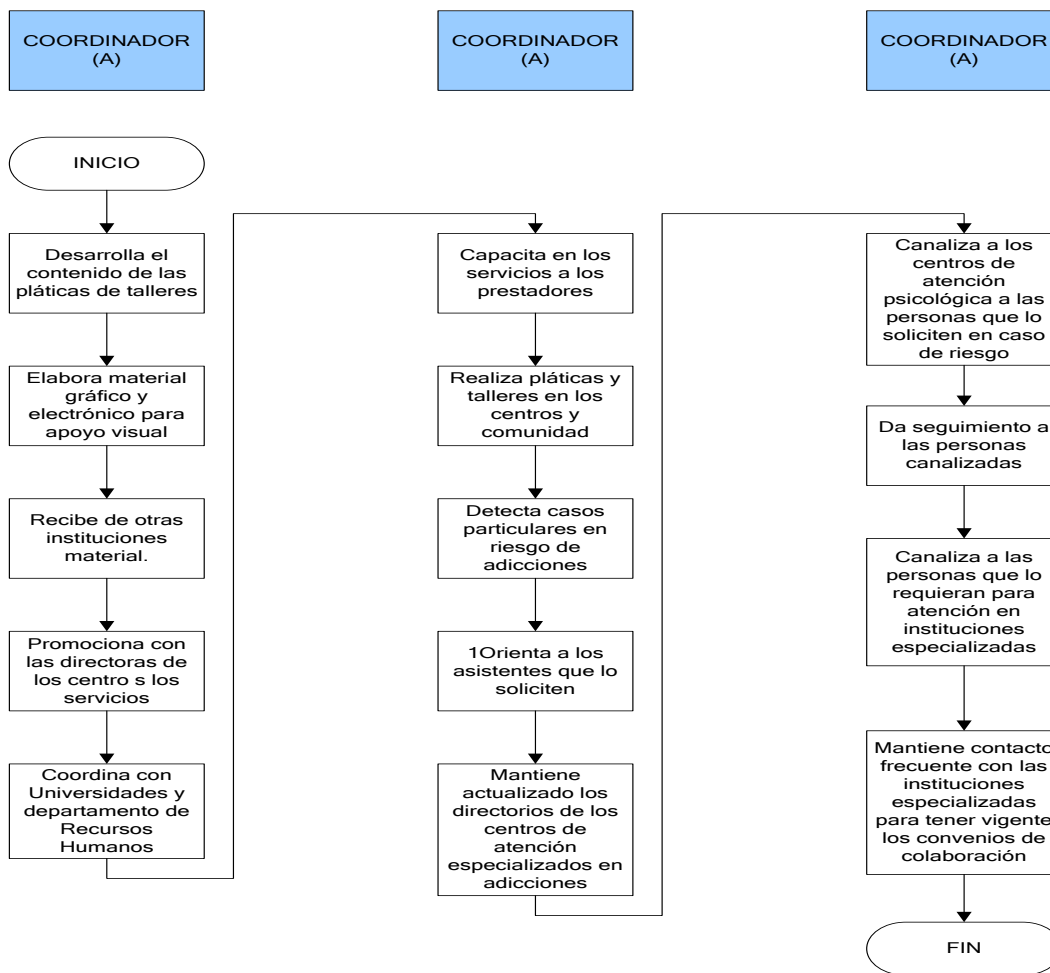 COORDINADOR
(A)
COORDINADOR
(A)
COORDINADOR
(A)
INICIO
Desarrolla el
contenido de las
pláticas de talleres
Elabora material
gráfico y
electrónico para
apoyo visual
Recibe de otras
instituciones
material.
Promociona con
las directoras de
los centro s los
servicios
Coordina con
Universidades y
departamento de
Recursos
Humanos
Capacita en los
servicios a los
prestadores
Realiza pláticas y
talleres en los
centros y
comunidad
Detecta casos
particulares en
riesgo de
adicciones
1Orienta a los
asistentes que lo
soliciten
Mantiene
actualizado los
directorios de los
centros de
atención
especializados en
adicciones
Canaliza a los
centros de
atención
psicológica a las
personas que lo
soliciten en caso
de riesgo
Da seguimiento a
las personas
canalizadas
Canaliza a las
personas que lo
requieran para
atención en
instituciones
especializadas
Mantiene contacto
frecuente con las
instituciones
especializadas
para tener vigente
los convenios de
colaboración
FIN